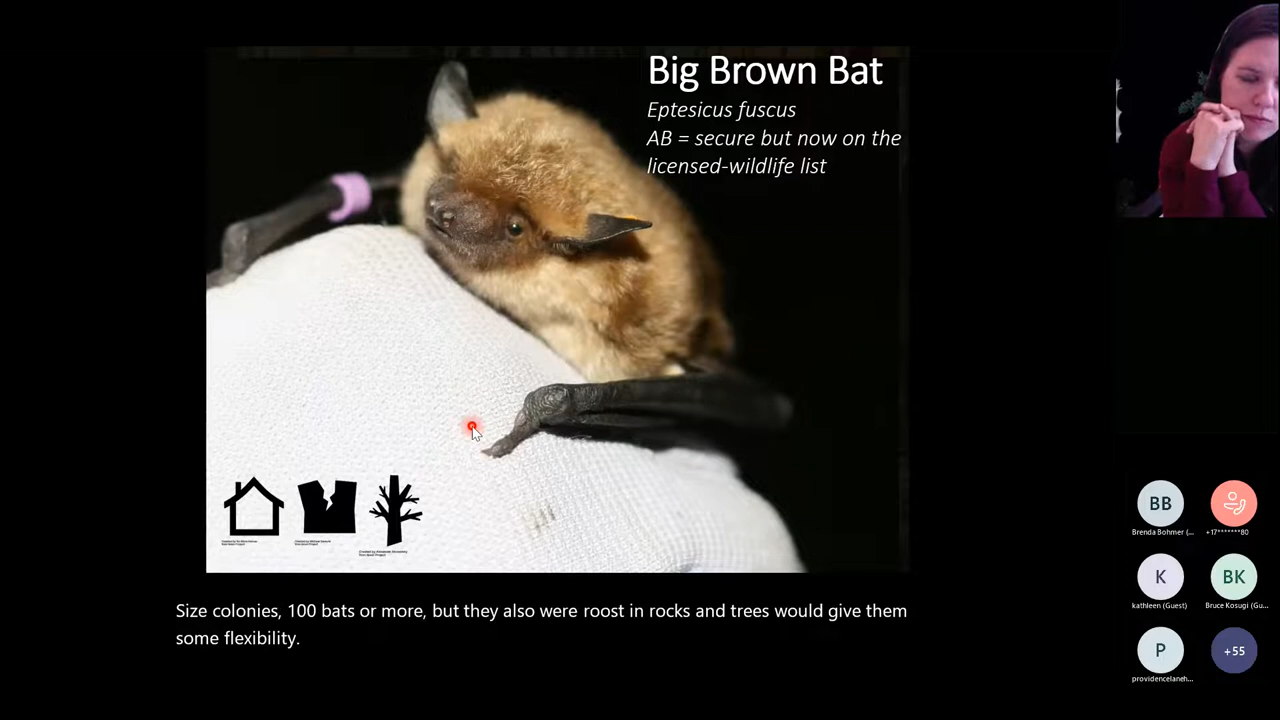 Big Brown Bat
Eptesicus fuscus
AB = secure but now on the
licensed-wildlife list
Size colonies, 100 bats or more, but they also were roost in rocks and trees would give them
some flexibility.
BB
Brenda Bohmer (...
+17*******80
K
BK
kathleen (Guest)
Bruce Kosugi (Gu...
P
+55
providencelaneh...